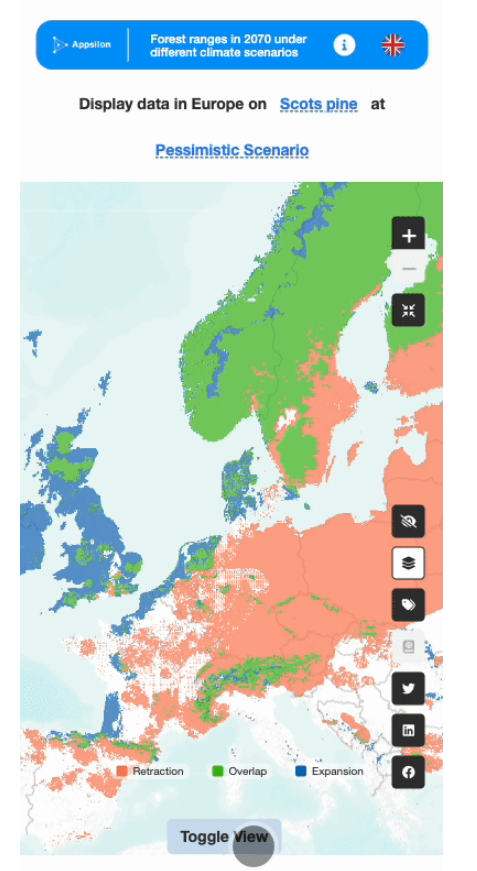 Appsilon
Forest ranges in 2070 under
different climate scenarios
Display data in Europe on Scots pine at
Pessimistic Scenario
Retraction Overlap Expansion
Toggle View